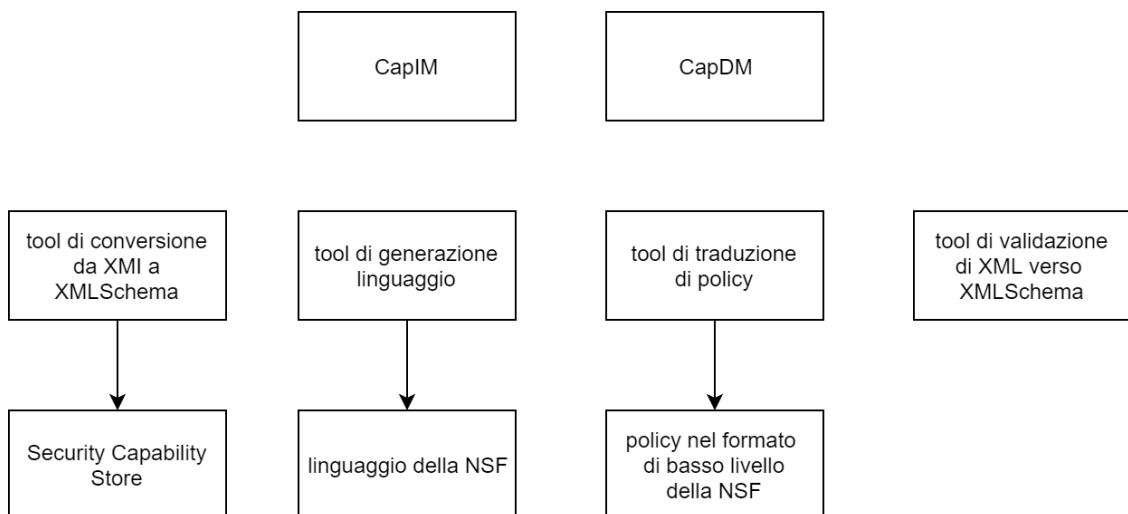 CapIM
CapDM
tool di conversione
da XMI a
XMLSchema
tool di generazione
linguaggio
tool di traduzione
di policy
tool di validazione
di XML verso
XMLSchema
Security Capability
Store
linguaggio della NSF
policy nel formato
di basso livello
della NSF